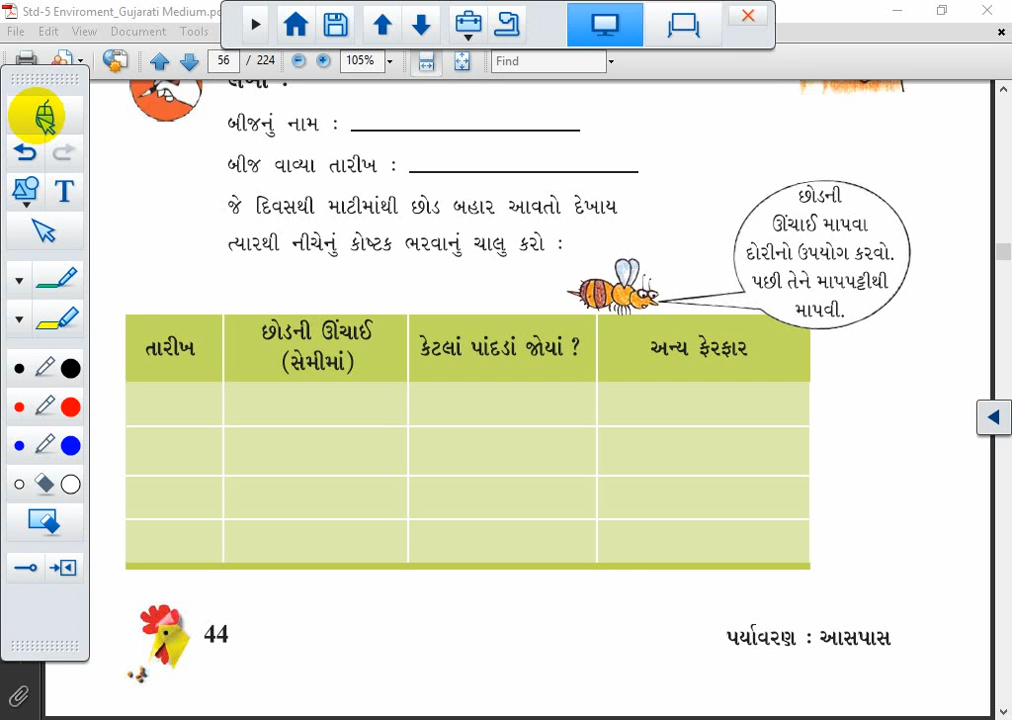 Std-5 Enviroment_Gujarati Medium.pd
File Edit View Document Tools
56 / 224 105% Find
બીજનું નામ :
બીજ વાવ્યા તારીખ :
જે દિવસથી માટીમાંથી છોડ બહાર આવતો દેખાય
ત્યારથી નીચેનું કોષ્ટક ભરવાનું ચાલુ કરો :
છોડની
ઊંચાઈ માપવા
દોરીનો ઉપયોગ કરવો.
પછી તેને માપપટ્ટીથી
માપવી.
તારીખ છોડની ઊંચાઈ (સેમીમાં) કેટલાં પાંદડાં જોયાં ? અન્ય ફેરફાર
44
પર્યાવરણ : આસપાસ
T